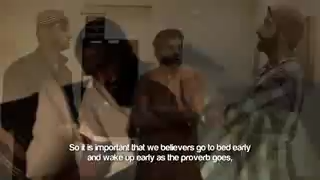 So it is important that we believers go to bed early
and wake up early as the proverb goes,